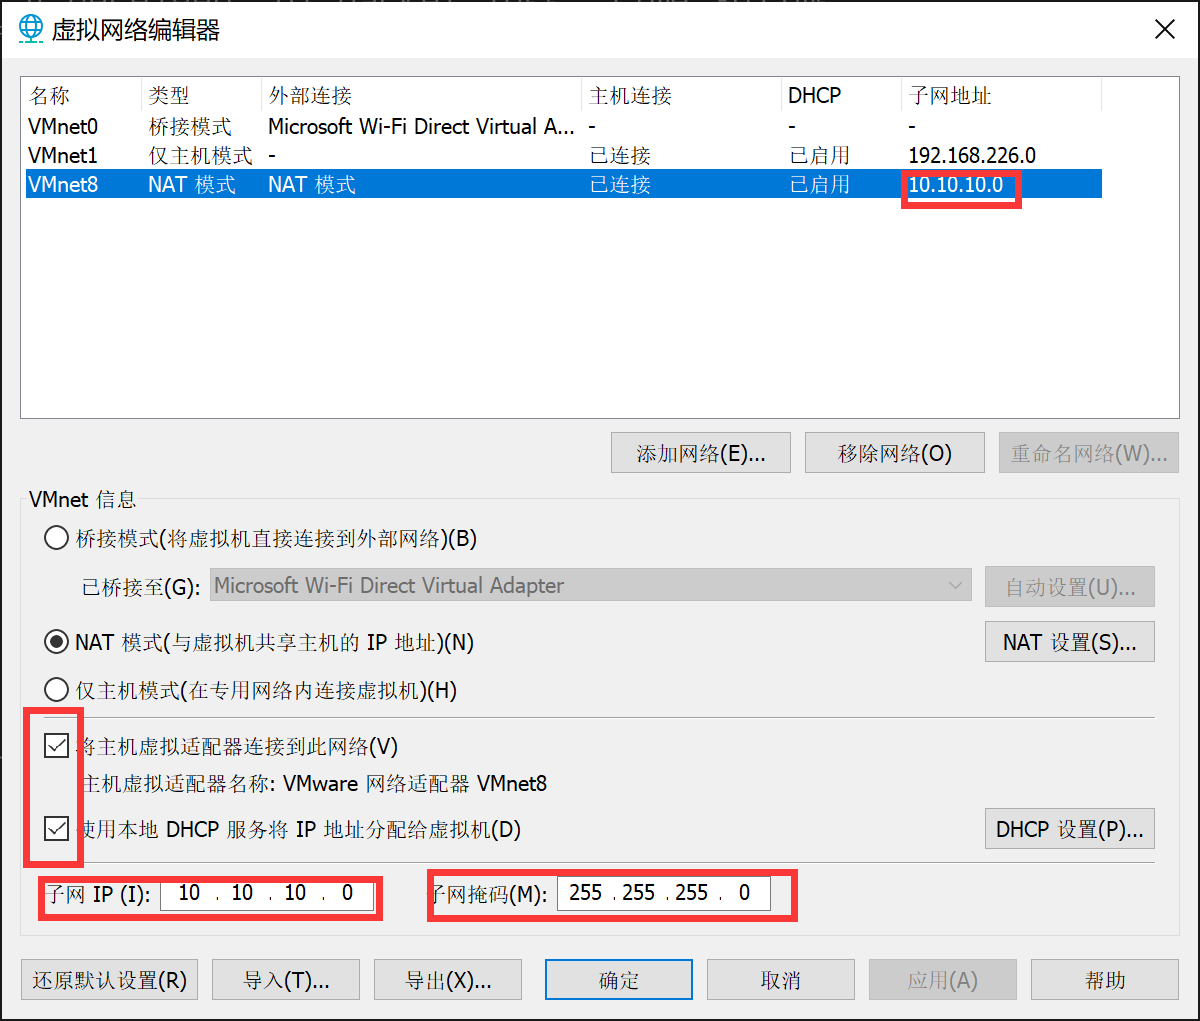 虚拟网络编辑器
名称 类型 外部连接 主机连接 DHCP 子网地址
VMnet0 桥接模式 Microsoft Wi-Fi Direct Virtual A... - - -
VMnet1 仅主机模式 - 已连接 已启用 192.168.226.0
VMnet8 NAT 模式 NAT 模式 已连接 已启用 10.10.10.0
添加网络(E)... 移除网络(O) 重命名网络(W)...
VMnet 信息
桥接模式(将虚拟机直接连接到外部网络)(B)
已桥接至(G): Microsoft Wi-Fi Direct Virtual Adapter 自动设置(U)...
NAT 模式(与虚拟机共享主机的 IP 地址)(N) NAT 设置(S)...
仅主机模式(在专用网络内连接虚拟机)(H)
将主机虚拟适配器连接到此网络(V)
主机虚拟适配器名称: VMware 网络适配器 VMnet8
使用本地 DHCP 服务将 IP 地址分配给虚拟机(D) DHCP 设置(P)...
子网 IP (I): 10 . 10 . 10 . 0 子网掩码(M): 255 . 255 . 255 . 0
还原默认设置(R) 导入(T)... 导出(X)... 确定 取消 应用(A) 帮助